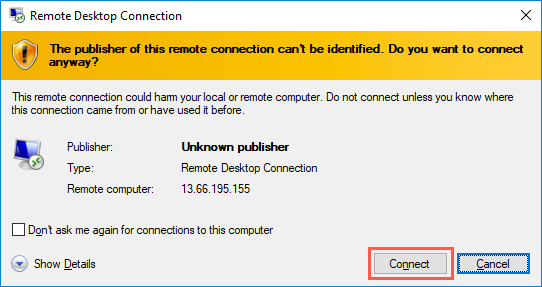 Remote Desktop Connection
The publisher of this remote connection can't be identified. Do you want to connect
anyway?
This remote connection could harm your local or remote computer. Do not connect unless you know where
this connection came from or have used it before.
Publisher: Unknown publisher
Type: Remote Desktop Connection
Remote computer: 13.66.195.155
Don't ask me again for connections to this computer
Show Details Connect Cancel